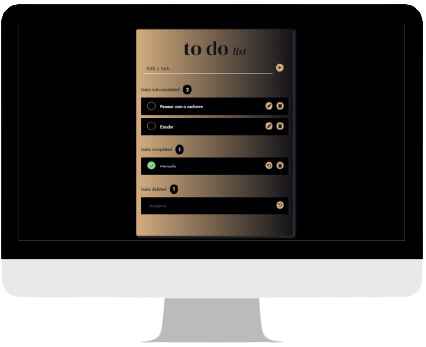 to do list
Add a task...
tasks not completed 2
Passear com o cachorro
Estudar
tasks completed 1
Mercado
tasks deleted 1
Academia